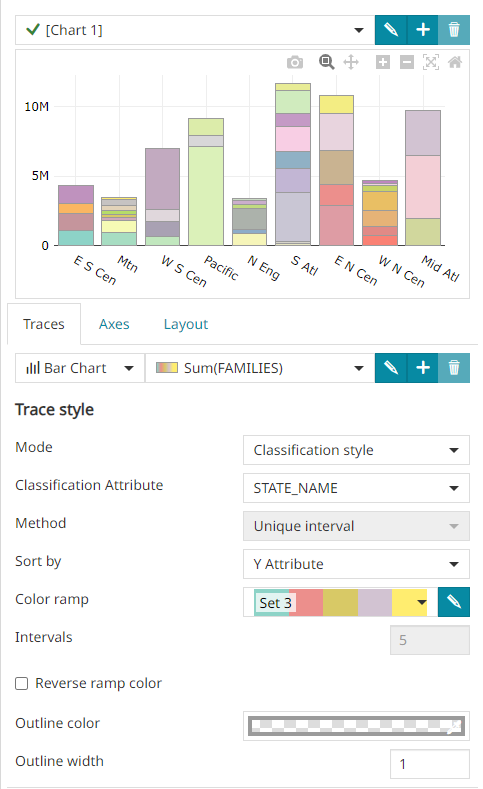 [Chart 1]
10M
5M
0
E S Cen
Mtn
W S Cen
Pacific
N Eng
S Atl
E N Cen
W N Cen
Mid Atl
Traces
Axes
Layout
Bar Chart
Sum(FAMILIES)
Trace style
Mode
Classification style
Classification Attribute
STATE_NAME
Method
Unique interval
Sort by
Y Attribute
Color ramp
Set 3
Intervals
5
Reverse ramp color
Outline color
Outline width
1